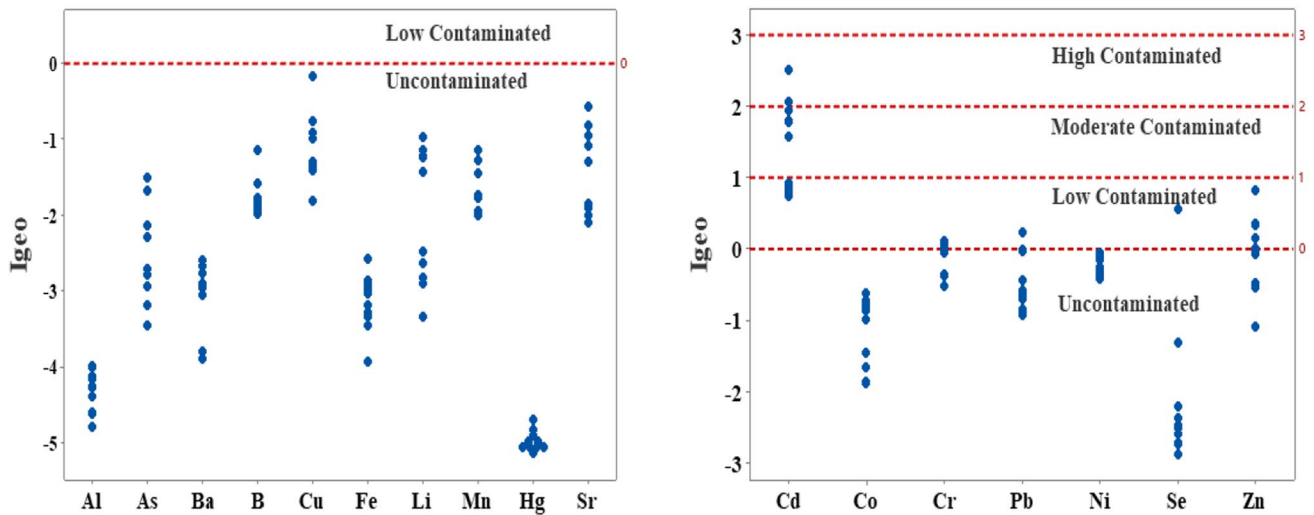 Low Contaminated
0
0
Uncontaminated
-1
-2
-3
-4
-5
Igeo
Al As Ba B Cu Fe Li Mn Hg Sr
3
3
High Contaminated
2
2
Moderate Contaminated
1
1
Low Contaminated
0
0
Uncontaminated
-1
-2
-3
Igeo
Cd Co Cr Pb Ni Se Zn